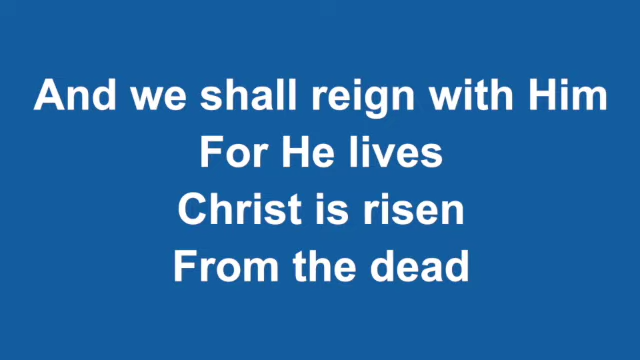 And we shall reign with Him
For He lives
Christ is risen
From the dead